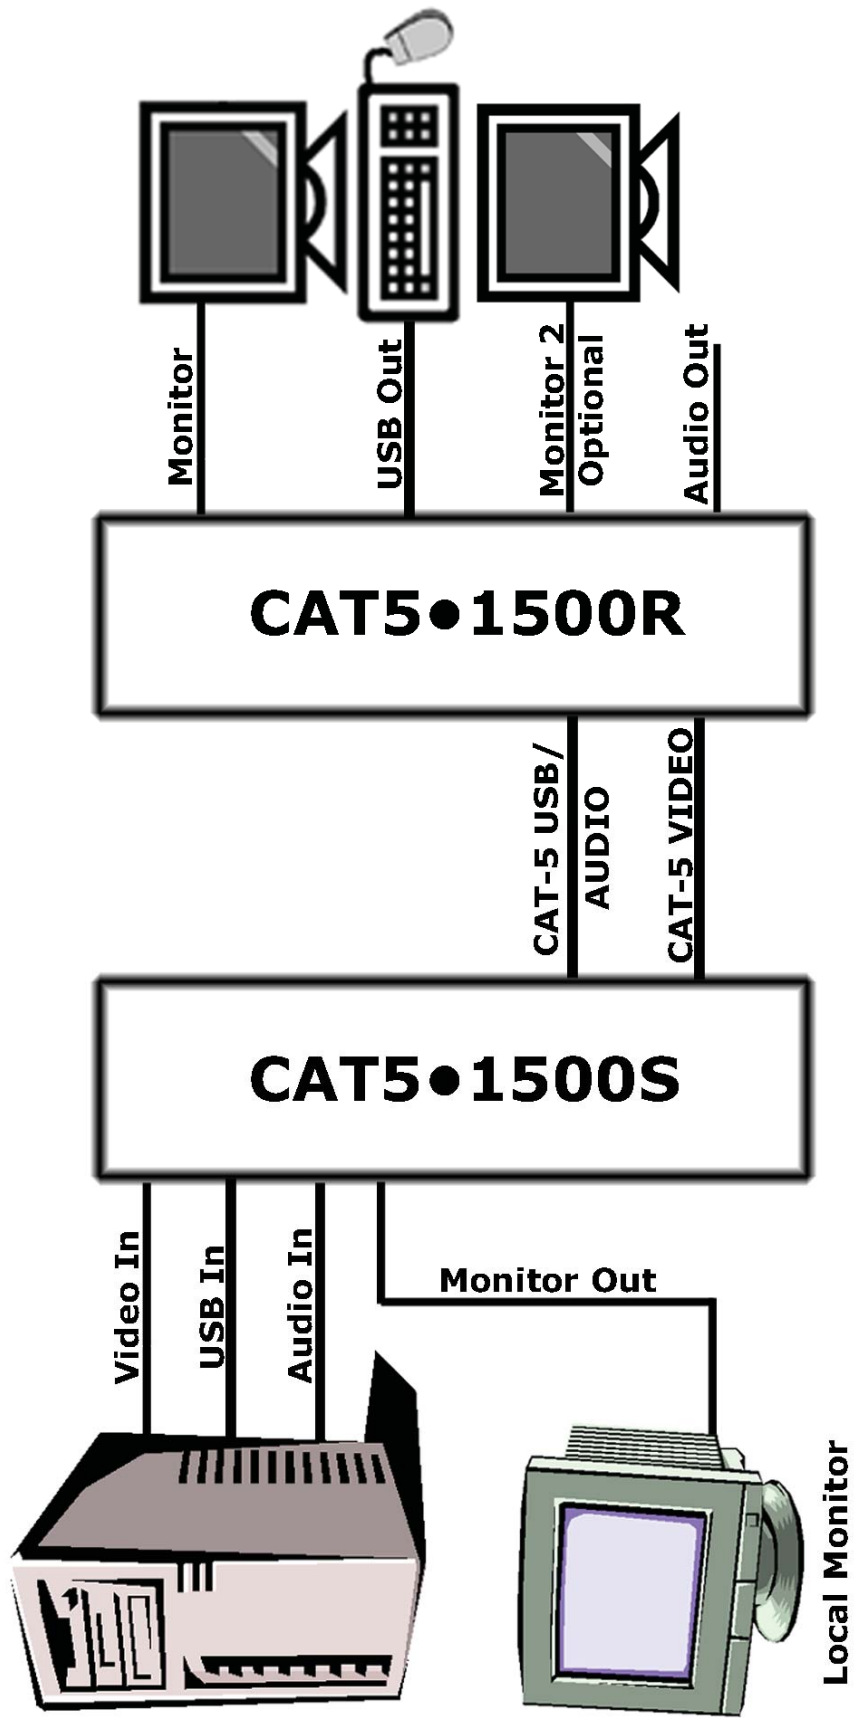 Monitor
USB Out
Monitor 2
Optional
Audio Out
CAT5•1500R
CAT-5 USB/
AUDIO
CAT-5 VIDEO
CAT5•1500S
Video In
USB In
Audio In
Monitor Out
Local Monitor